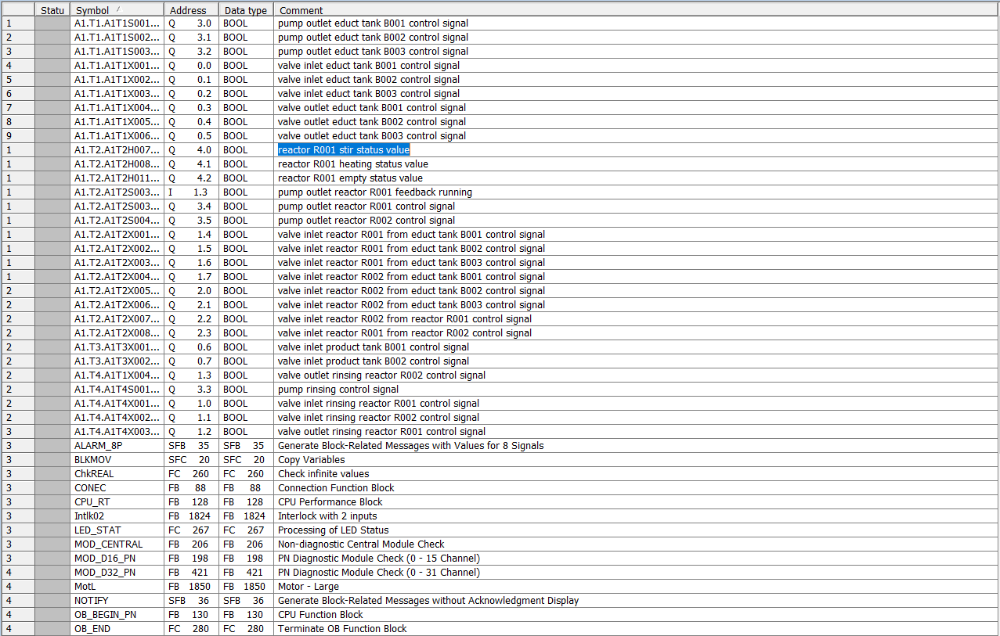 Statu Symbol / Address Data type Comment
1 A1.T1.A1T1S001... Q 3.0 BOOL pump outlet educt tank B001 control signal
2 A1.T1.A1T1S002... Q 3.1 BOOL pump outlet educt tank B002 control signal
3 A1.T1.A1T1S003... Q 3.2 BOOL pump outlet educt tank B003 control signal
4 A1.T1.A1T1X001... Q 0.0 BOOL valve inlet educt tank B001 control signal
5 A1.T1.A1T1X002... Q 0.1 BOOL valve inlet educt tank B002 control signal
6 A1.T1.A1T1X003... Q 0.2 BOOL valve inlet educt tank B003 control signal
7 A1.T1.A1T1X004... Q 0.3 BOOL valve outlet educt tank B001 control signal
8 A1.T1.A1T1X005... Q 0.4 BOOL valve outlet educt tank B002 control signal
9 A1.T1.A1T1X006... Q 0.5 BOOL valve outlet educt tank B003 control signal
1 A1.T2.A1T2H007... Q 4.0 BOOL reactor R001 stir status value
1 A1.T2.A1T2H008... Q 4.1 BOOL reactor R001 heating status value
1 A1.T2.A1T2H011... Q 4.2 BOOL reactor R001 empty status value
1 A1.T2.A1T2S003... I 1.3 BOOL pump outlet reactor R001 feedback running
1 A1.T2.A1T2S003... Q 3.4 BOOL pump outlet reactor R001 control signal
1 A1.T2.A1T2S004... Q 3.5 BOOL pump outlet reactor R002 control signal
1 A1.T2.A1T2X001... Q 1.4 BOOL valve inlet reactor R001 from educt tank B001 control signal
1 A1.T2.A1T2X002... Q 1.5 BOOL valve inlet reactor R001 from educt tank B002 control signal
1 A1.T2.A1T2X003... Q 1.6 BOOL valve inlet reactor R001 from educt tank B003 control signal
1 A1.T2.A1T2X004... Q 1.7 BOOL valve inlet reactor R002 from educt tank B001 control signal
2 A1.T2.A1T2X005... Q 2.0 BOOL valve inlet reactor R002 from educt tank B002 control signal
2 A1.T2.A1T2X006... Q 2.1 BOOL valve inlet reactor R002 from educt tank B003 control signal
2 A1.T2.A1T2X007... Q 2.2 BOOL valve inlet reactor R002 from reactor R001 control signal
2 A1.T2.A1T2X008... Q 2.3 BOOL valve inlet reactor R001 from reactor R002 control signal
2 A1.T3.A1T3X001... Q 0.6 BOOL valve inlet product tank B001 control signal
2 A1.T3.A1T3X002... Q 0.7 BOOL valve inlet product tank B002 control signal
2 A1.T4.A1T1X004... Q 1.3 BOOL valve outlet rinsing reactor R002 control signal
2 A1.T4.A1T4S001... Q 3.3 BOOL pump rinsing control signal
2 A1.T4.A1T4X001... Q 1.0 BOOL valve inlet rinsing reactor R001 control signal
2 A1.T4.A1T4X002... Q 1.1 BOOL valve inlet rinsing reactor R002 control signal
3 A1.T4.A1T4X003... Q 1.2 BOOL valve outlet rinsing reactor R001 control signal
3 ALARM_8P SFB 35 SFB 35 Generate Block-Related Messages with Values for 8 Signals
3 BLKMOV SFC 20 SFC 20 Copy Variables
3 ChkREAL FC 260 FC 260 Check infinite values
3 CONEC FB 88 FB 88 Connection Function Block
3 CPU_RT FB 128 FB 128 CPU Performance Block
3 Intlk02 FB 1824 FB 1824 Interlock with 2 inputs
3 LED_STAT FC 267 FC 267 Processing of LED Status
3 MOD_CENTRAL FB 206 FB 206 Non-diagnostic Central Module Check
3 MOD_D16_PN FB 198 FB 198 PN Diagnostic Module Check (0 - 15 Channel)
4 MOD_D32_PN FB 421 FB 421 PN Diagnostic Module Check (0 - 31 Channel)
4 MotL FB 1850 FB 1850 Motor - Large
4 NOTIFY SFB 36 SFB 36 Generate Block-Related Messages without Acknowledgment Display
4 OB_BEGIN_PN FB 130 FB 130 CPU Function Block
4 OB_END FC 280 FC 280 Terminate OB Function Block